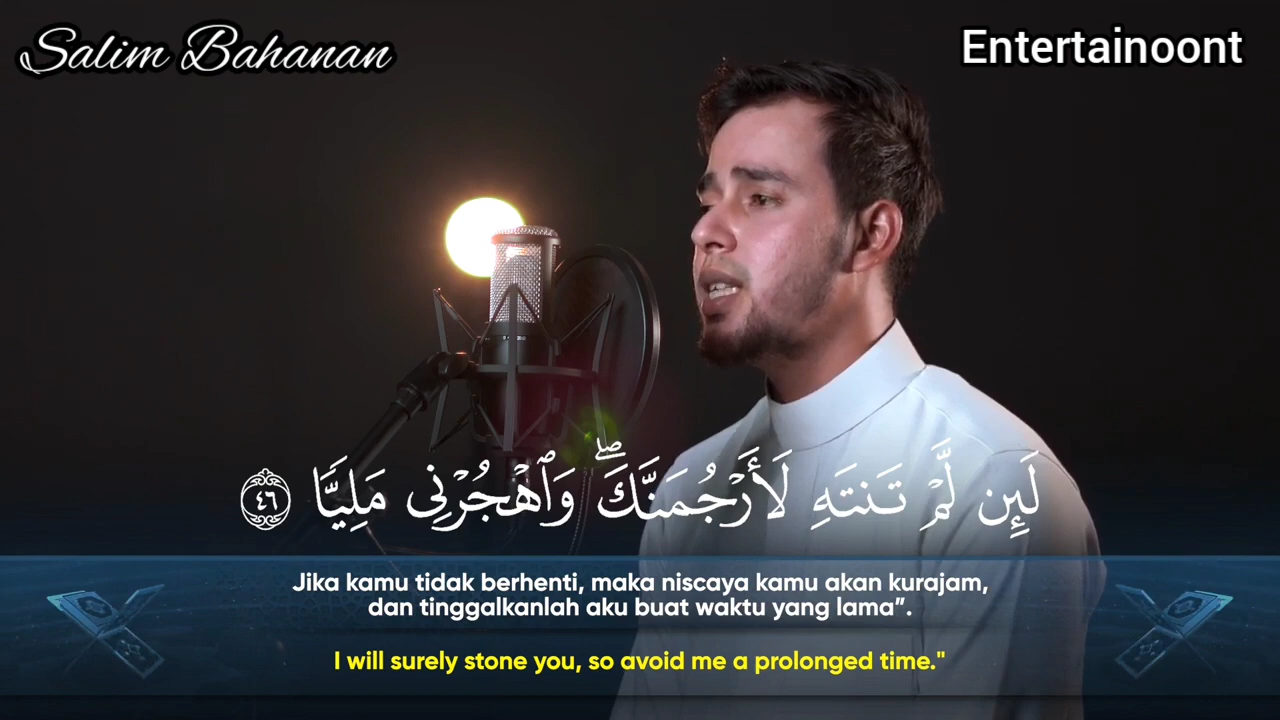 Salim Bahanan
Entertainoont
لَئِن لَّمْ تَنتَهِ لَأَرْجُمَنَّكَ ۖ وَٱهْجُرْنِى مَلِيًّا ٤٦
Jika kamu tidak berhenti, maka niscaya kamu akan kurajam,
dan tinggalkanlah aku buat waktu yang lama”.
I will surely stone you, so avoid me a prolonged time."